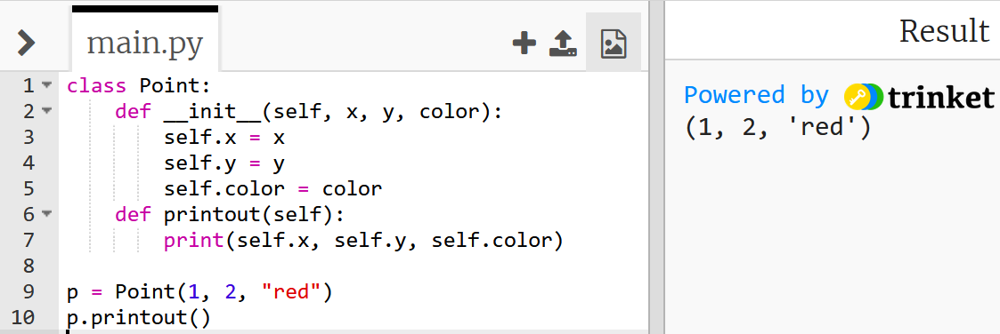 main.py
1 class Point:
2     def __init__(self, x, y, color):
3         self.x = x
4         self.y = y
5         self.color = color
6     def printout(self):
7         print(self.x, self.y, self.color)
8
9 p = Point(1, 2, "red")
10 p.printout()
Result
Powered by trinket
(1, 2, 'red')